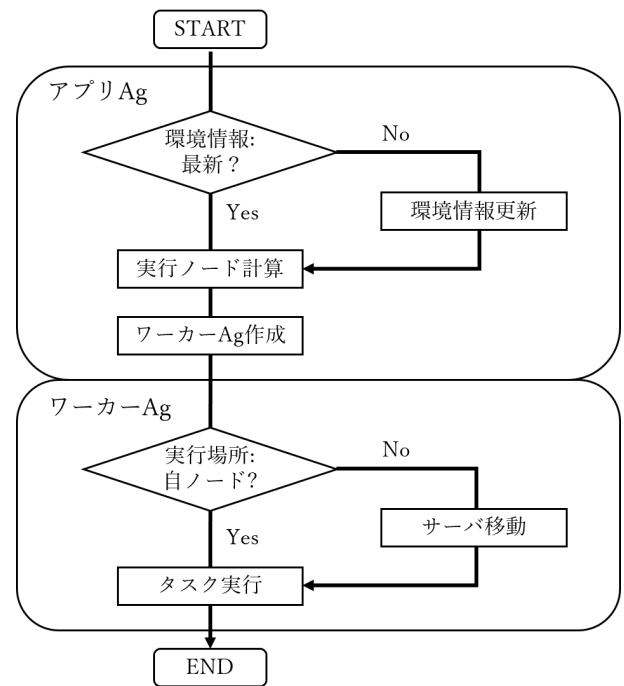 START
アプリAg
環境情報:
最新？
No
環境情報更新
Yes
実行ノード計算
ワーカーAg作成
ワーカーAg
実行場所:
自ノード?
No
サーバ移動
Yes
タスク実行
END